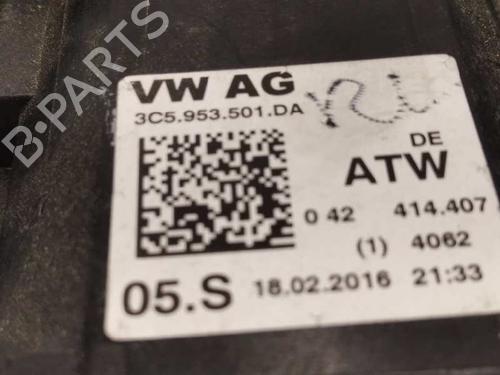 VW AG
3C5.953.501.DA
DE
ATW
0 42 414.407
(1) 4062
05.S 18.02.2016 21:33
B-PARTS